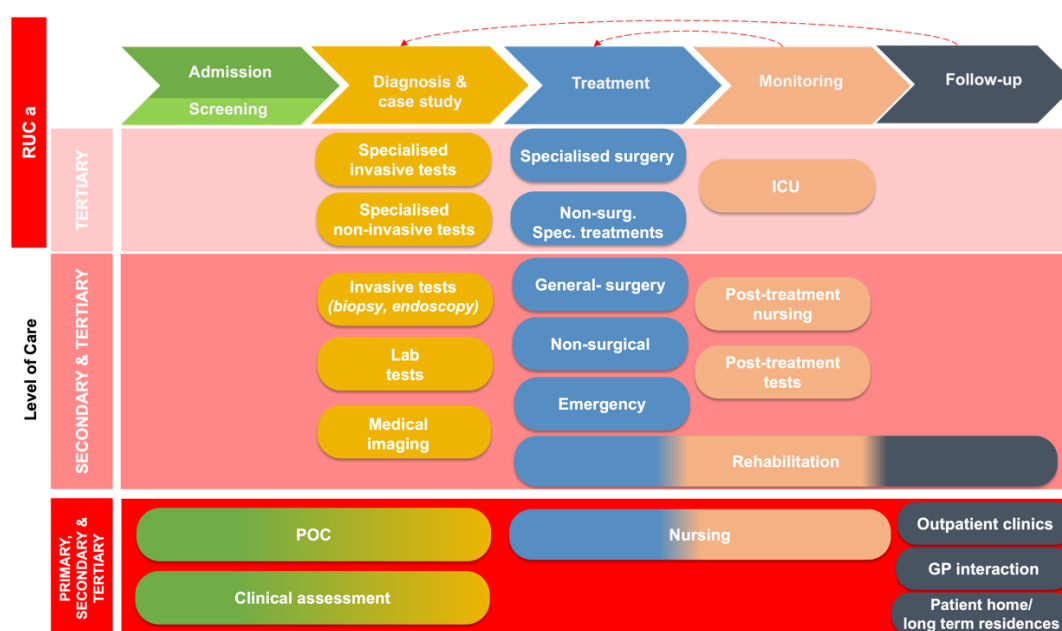 RUC a
Admission
Screening
Diagnosis &
case study
Treatment
Monitoring
Follow-up
TERTIARY
Specialised
invasive tests
Specialised surgery
ICU
Specialised
non-invasive tests
Non-surg.
Spec. treatments
Level of Care
SECONDARY & TERTIARY
Invasive tests
(biopsy, endoscopy)
General- surgery
Post-treatment
nursing
Lab
tests
Non-surgical
Post-treatment
tests
Medical
imaging
Emergency
Rehabilitation
PRIMARY,
SECONDARY &
TERTIARY
POC
Nursing
Outpatient clinics
GP interaction
Clinical assessment
Patient home/
long term residences